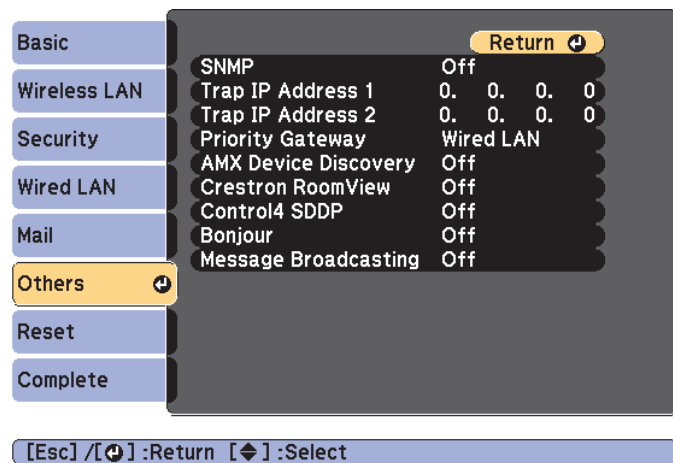 Basic
Wireless LAN
Security
Wired LAN
Mail
Others
Reset
Complete
Return
SNMP Off
Trap IP Address 1 0. 0. 0. 0
Trap IP Address 2 0. 0. 0. 0
Priority Gateway Wired LAN
AMX Device Discovery Off
Crestron RoomView Off
Control4 SDDP Off
Bonjour Off
Message Broadcasting Off
[Esc] /[ ] :Return [ ] :Select